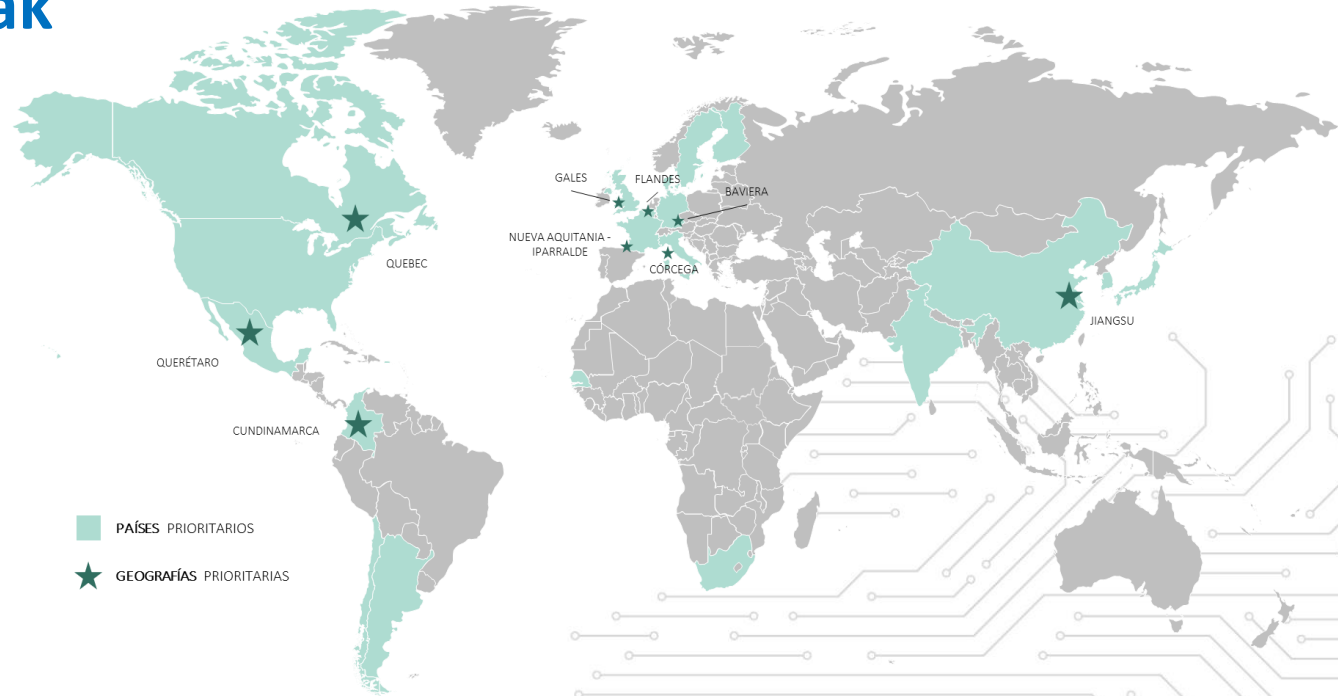 ak
GALES
FLANDES
BAVIERA
NUEVA AQUITANIA -
IPARRALDE
CÓRCEGA
QUEBEC
JIANGSU
QUERÉTARO
CUNDINAMARCA
PAÍSES PRIORITARIOS
GEOGRAFÍAS PRIORITARIAS